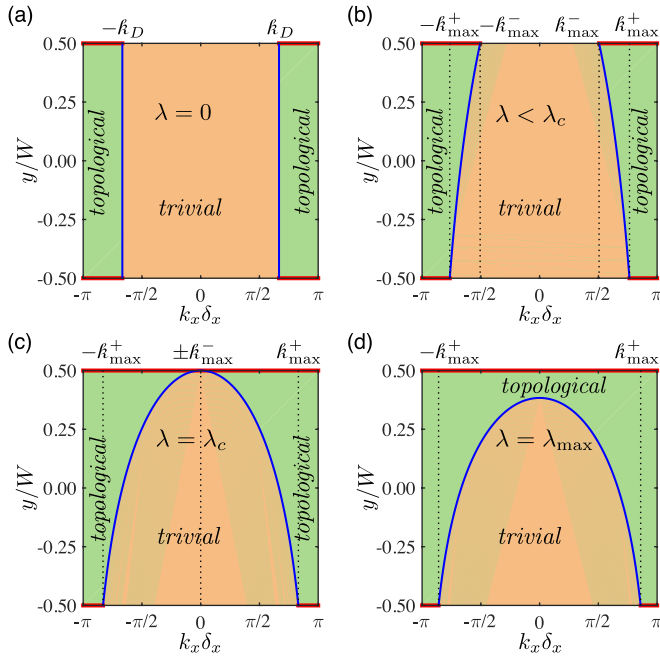 (a)
−ƙ_D ƙ_D
0.50
0.25
0.00
-0.25
-0.50
y/W
topological
λ = 0
trivial
topological
-π -π/2 0 π/2 π
k_xδ_x
(b)
−ƙ⁺_max −ƙ⁻_max ƙ⁻_max ƙ⁺_max
0.50
0.25
0.00
-0.25
-0.50
y/W
topological
λ < λ_c
trivial
topological
-π -π/2 0 π/2 π
k_xδ_x
(c)
−ƙ⁺_max ±ƙ⁻_max ƙ⁺_max
0.50
0.25
0.00
-0.25
-0.50
y/W
topological
λ = λ_c
trivial
topological
-π -π/2 0 π/2 π
k_xδ_x
(d)
−ƙ⁺_max ƙ⁺_max
0.50
0.25
0.00
-0.25
-0.50
y/W
topological
λ = λ_max
trivial
-π -π/2 0 π/2 π
k_xδ_x